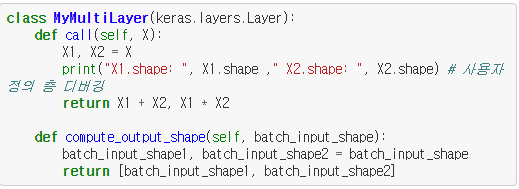 class MyMultiLayer(keras.layers.Layer):
    def call(self, X):
        X1, X2 = X
        print("X1.shape: ", X1.shape ," X2.shape: ", X2.shape) # 사용자
정의 층 디버깅
        return X1 + X2, X1 * X2

    def compute_output_shape(self, batch_input_shape):
        batch_input_shape1, batch_input_shape2 = batch_input_shape
        return [batch_input_shape1, batch_input_shape2]